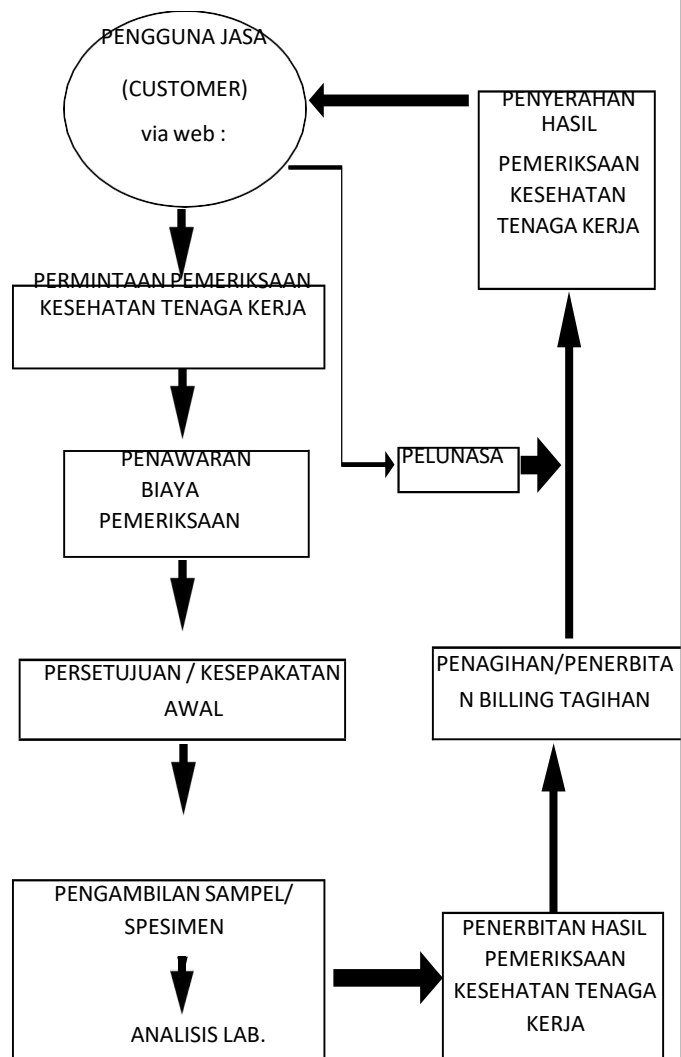 PENGGUNA JASA
(CUSTOMER)
via web :
PENYERAHAN
HASIL
PEMERIKSAAN
KESEHATAN
TENAGA KERJA
PERMINTAAN PEMERIKSAAN
KESEHATAN TENAGA KERJA
PENAWARAN
BIAYA
PEMERIKSAAN
PELUNASA
PERSETUJUAN / KESEPAKATAN
AWAL
PENAGIHAN/PENERBITA
N BILLING TAGIHAN
PENGAMBILAN SAMPEL/
SPESIMEN
ANALISIS LAB.
PENERBITAN HASIL
PEMERIKSAAN
KESEHATAN TENAGA
KERJA